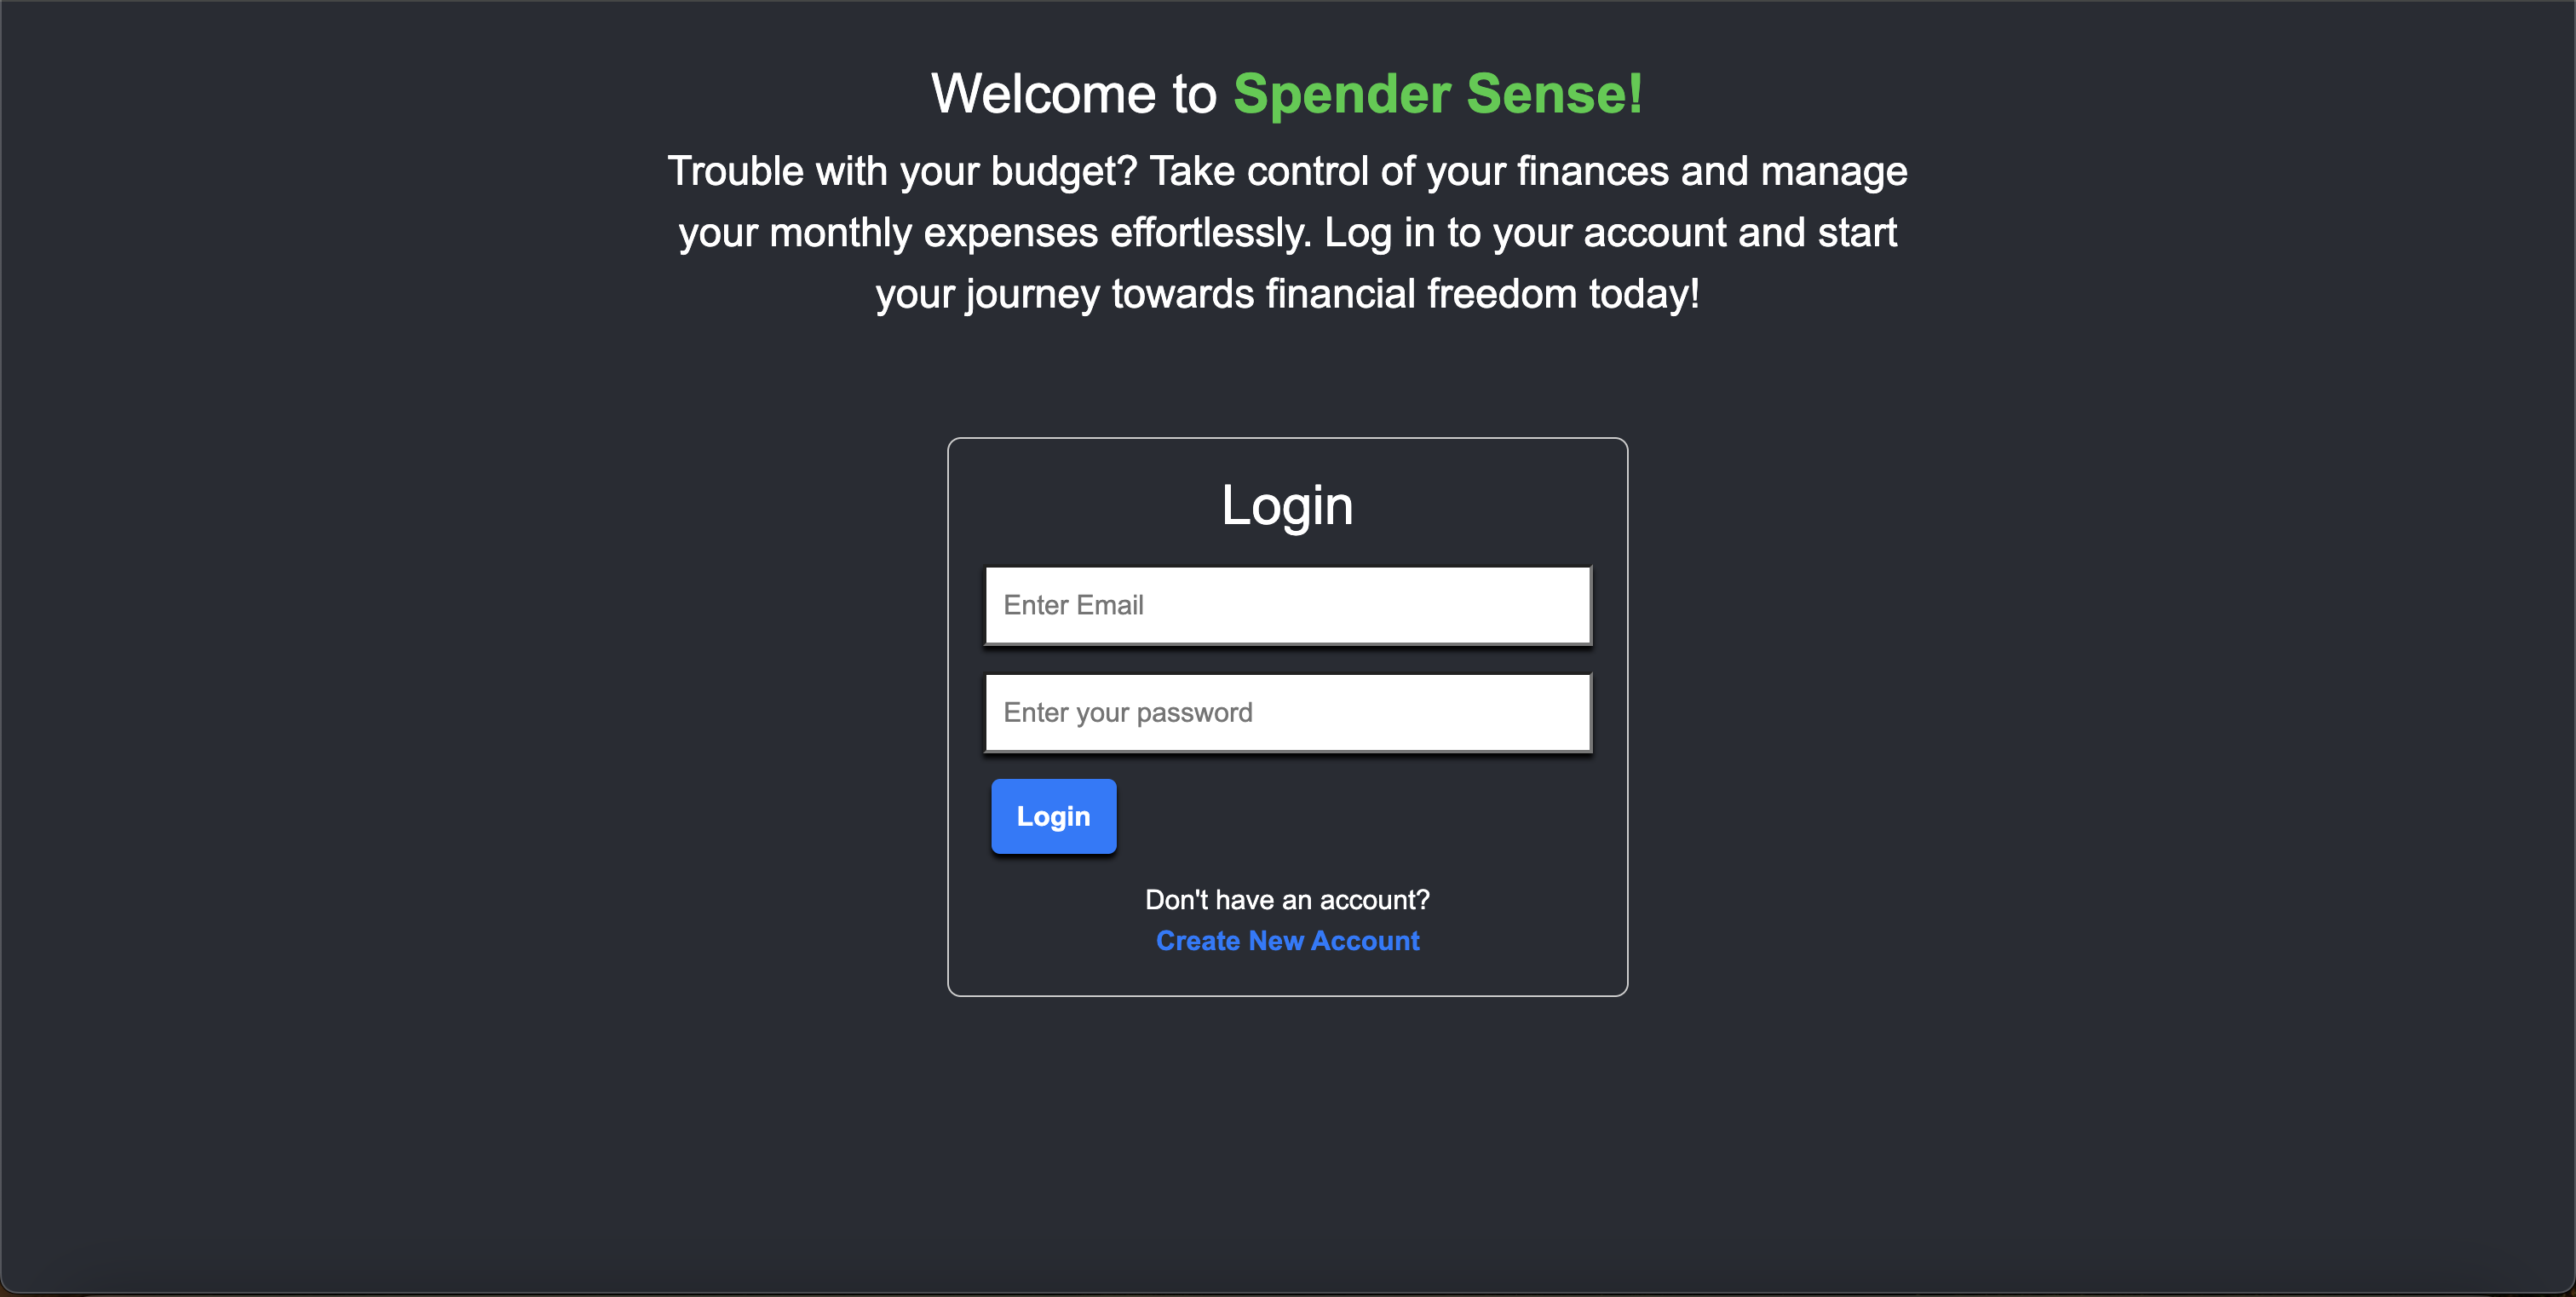 Welcome to Spender Sense!
Trouble with your budget? Take control of your finances and manage
your monthly expenses effortlessly. Log in to your account and start
your journey towards financial freedom today!
Login
Enter Email
Enter your password
Login
Don't have an account?
Create New Account